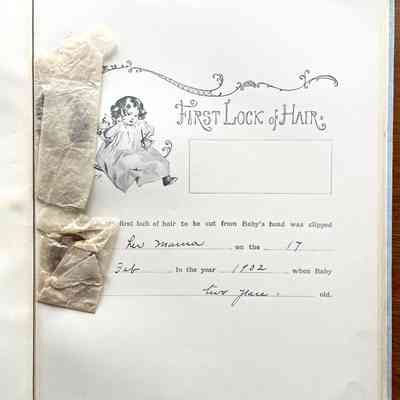 FIRST LOCK of HAIR:
first lock of hair to be cut from Baby's head was clipped
her Mama on the 17
Feb in the year 1902 when Baby
two years old.